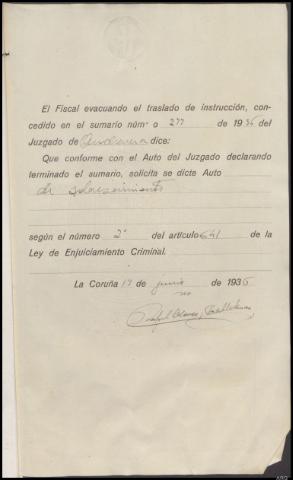 El Fiscal evacuando el traslado de instrucción, con-
cedido en el sumario núm o 277 de 1936 del
Juzgado de dice:
Que conforme con el Auto del Juzgado declarando
terminado el sumario, solicita se dicte Auto
de sobreseimiento
según el número 2º del artículo 641 de la
Ley de Enjuiciamiento Criminal.
La Coruña 17 de junio de 1936
Rafael